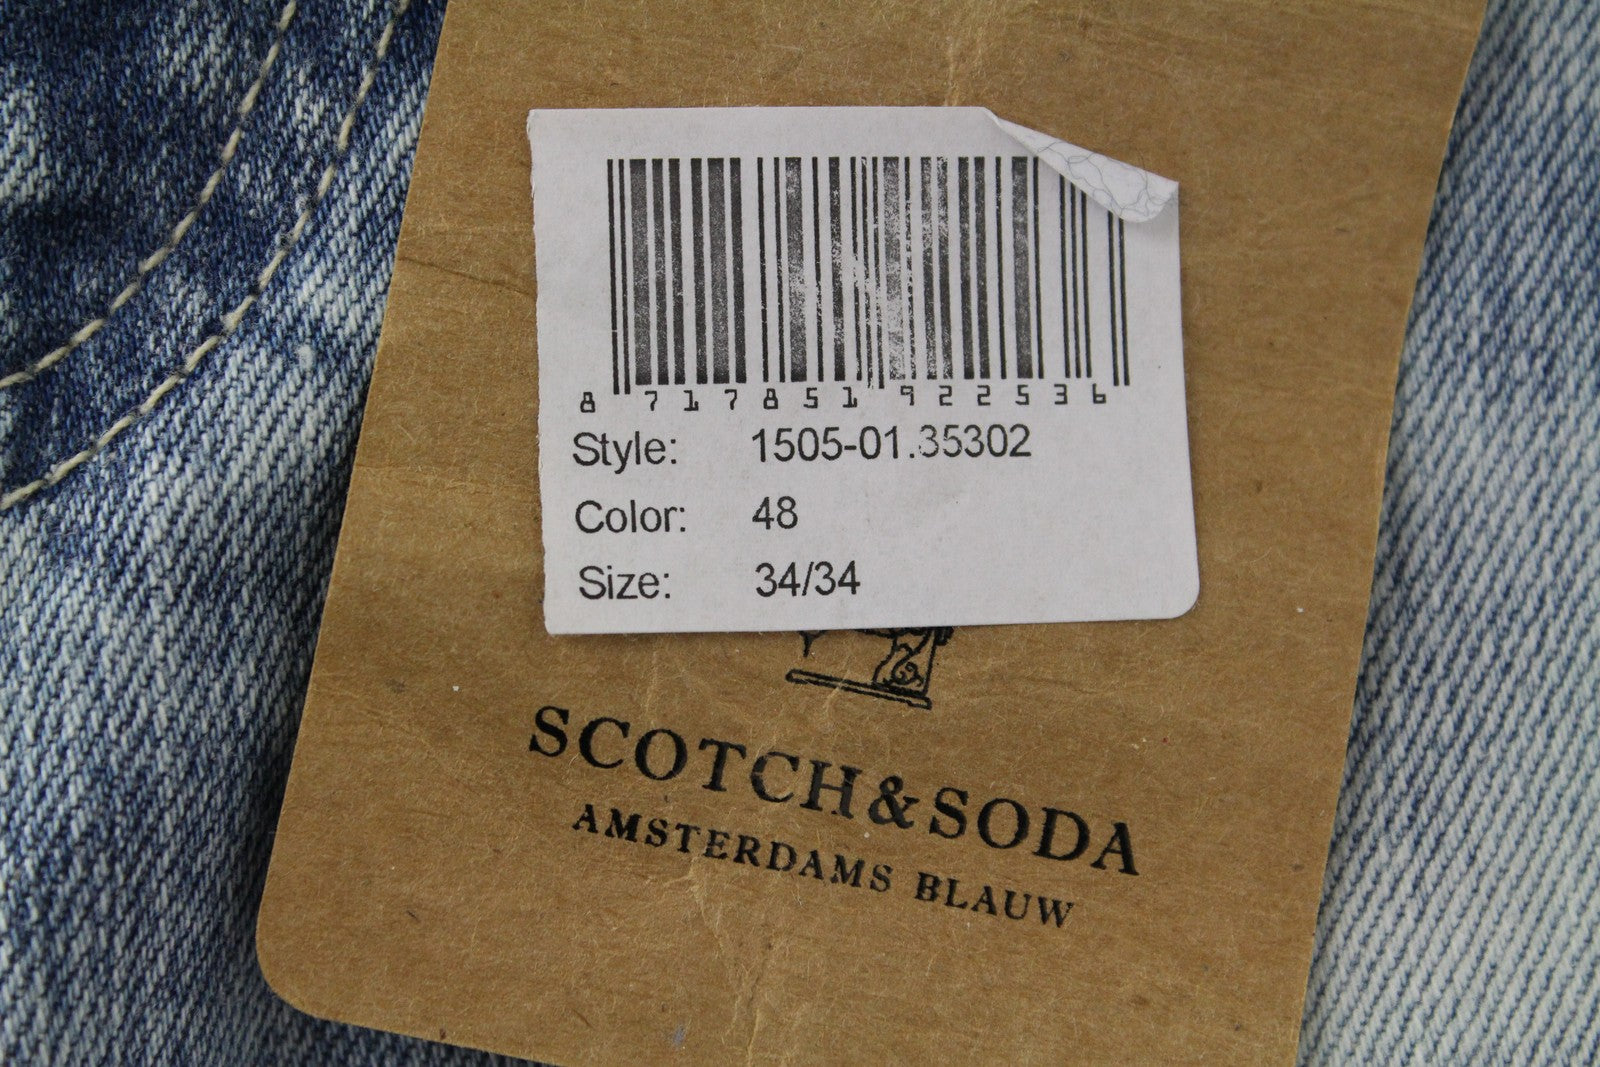 8 717851 922536
Style: 1505-01.35302
Color: 48
Size: 34/34
SCOTCH&SODA
AMSTERDAMS BLAUW